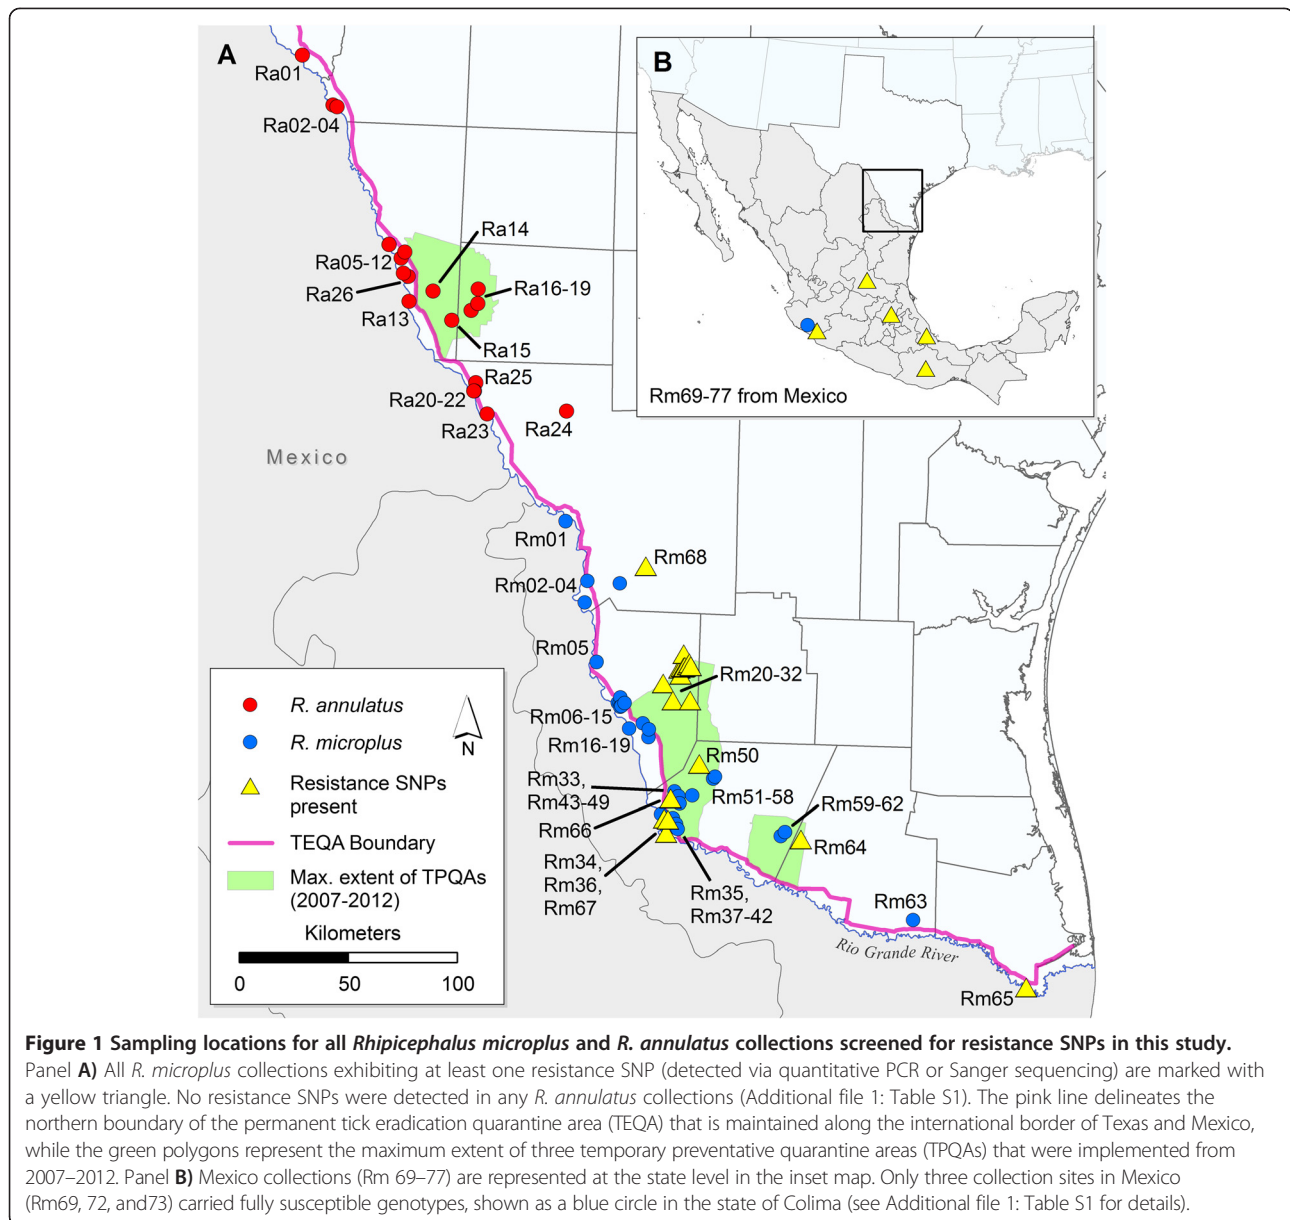 A
Ra01
Ra02-04
Ra14
Ra05-12
Ra26
Ra16-19
Ra13
Ra15
Ra25
Ra20-22
Ra23
Ra24
Mexico
B
Rm69-77 from Mexico
Rm01
Rm68
Rm02-04
Rm05
Rm20-32
Rm06-15
Rm16-19
Rm50
Rm33,
Rm43-49
Rm51-58
Rm59-62
Rm66
Rm64
Rm34,
Rm36,
Rm67
Rm35,
Rm37-42
Rm63
Rio Grande River
Rm65
R. annulatus
R. microplus
N
Resistance SNPs
present
TEQA Boundary
Max. extent of TPQAs
(2007-2012)
Kilometers
0 50 100
Figure 1 Sampling locations for all Rhipicephalus microplus and R. annulatus collections screened for resistance SNPs in this study.
Panel A) All R. microplus collections exhibiting at least one resistance SNP (detected via quantitative PCR or Sanger sequencing) are marked with
a yellow triangle. No resistance SNPs were detected in any R. annulatus collections (Additional file 1: Table S1). The pink line delineates the
northern boundary of the permanent tick eradication quarantine area (TEQA) that is maintained along the international border of Texas and Mexico,
while the green polygons represent the maximum extent of three temporary preventative quarantine areas (TPQAs) that were implemented from
2007–2012. Panel B) Mexico collections (Rm 69–77) are represented at the state level in the inset map. Only three collection sites in Mexico
(Rm69, 72, and73) carried fully susceptible genotypes, shown as a blue circle in the state of Colima (see Additional file 1: Table S1 for details).